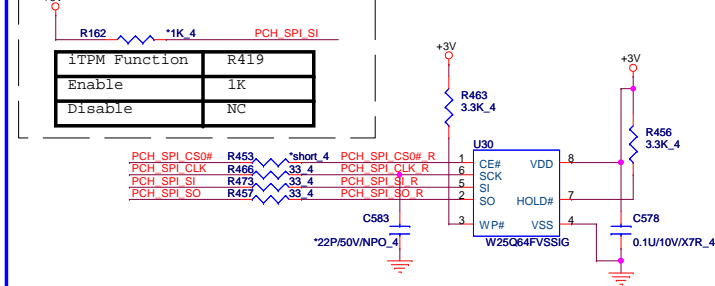 R162 *1K_4 PCH_SPI_SI
iTPM Function R419
Enable 1K
Disable NC
+3V
+3V
R463
3.3K_4
R456
3.3K_4
U30
PCH_SPI_CS0# R453 *short_4 PCH_SPI_CS0#_R 1 CE# VDD 8
PCH_SPI_CLK R466 33_4 PCH_SPI_CLK_R 6 SCK
PCH_SPI_SI R473 33_4 PCH_SPI_SI_R 5 SI
PCH_SPI_SO R457 33_4 PCH_SPI_SO_R 2 SO HOLD# 7
3 WP# VSS 4
W25Q64FVSSIG
C583
*22P/50V/NPO_4
C578
0.1U/10V/X7R_4